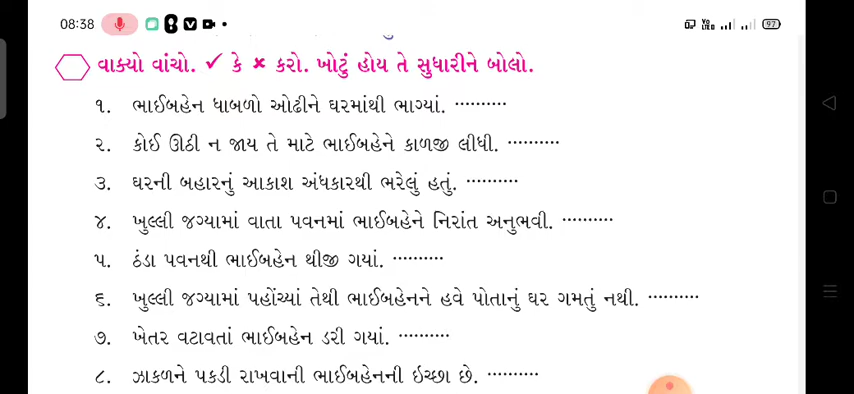 08:38
97
વાક્યો વાંચો. ✓ કે ✗ કરો. ખોટું હોય તે સુધારીને બોલો.
૧. ભાઈબહેન ધાબળો ઓઢીને ઘરમાંથી ભાગ્યાં. ··········
૨. કોઈ ઊઠી ન જાય તે માટે ભાઈબહેને કાળજી લીધી. ··········
૩. ઘરની બહારનું આકાશ અંધકારથી ભરેલું હતું. ··········
૪. ખુલ્લી જગ્યામાં વાતા પવનમાં ભાઈબહેને નિરાંત અનુભવી. ··········
૫. ઠંડા પવનથી ભાઈબહેન થીજી ગયાં. ··········
૬. ખુલ્લી જગ્યામાં પહોંચ્યાં તેથી ભાઈબહેનને હવે પોતાનું ઘર ગમતું નથી. ··········
૭. ખેતર વટાવતાં ભાઈબહેન ડરી ગયાં. ··········
૮. ઝાકળને પકડી રાખવાની ભાઈબહેનની ઇચ્છા છે. ··········